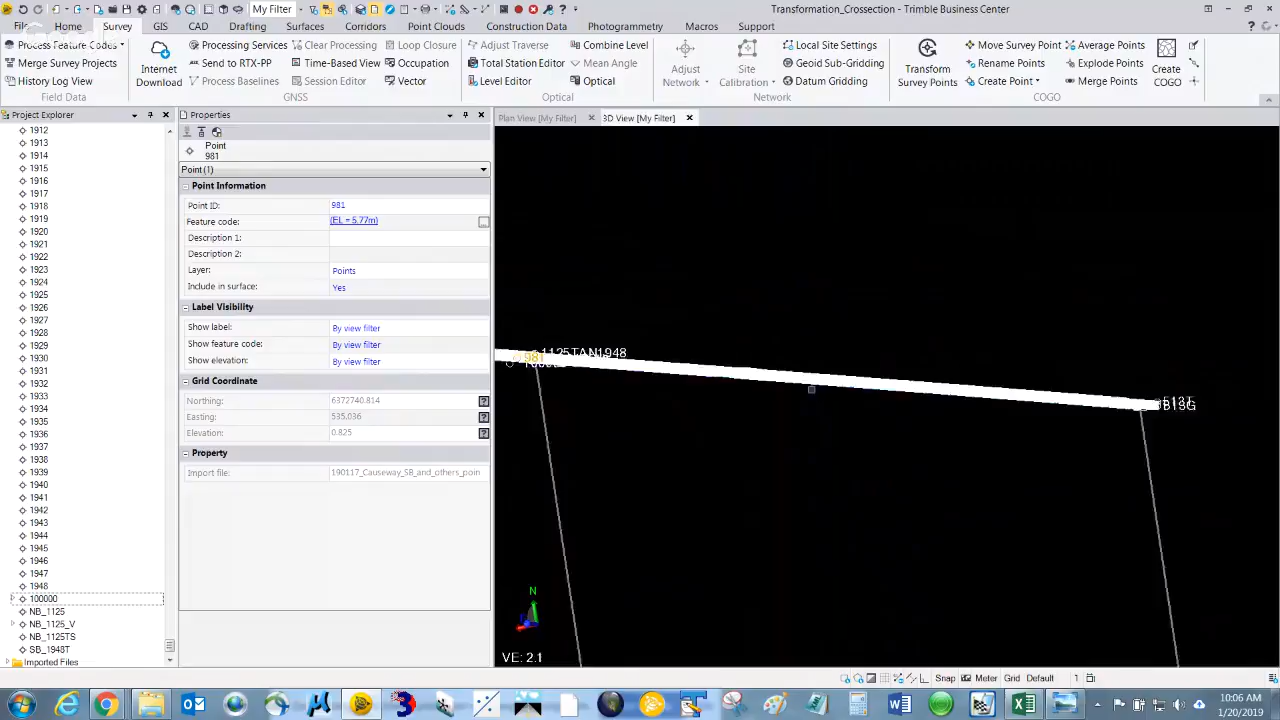 My Filter
Transformation_Crossection - Trimble Business Center
GIS CAD Drafting Surfaces Corridors Point Clouds Data Collection Photogrammetry Macros Support
Survey
Process Feature Codes
Merge Survey Projects
History Log View
Field Data
Internet
Download
Processing Services
Send to RTX-PP
Process Baselines
Clear Processing
Time-Based View
Session Editor
Loop Closure
Occupation
GNSS
Adjust Traverse
Total Station Editor
Level Editor
Combine Level
Mean Angle
Optical
Optical
Adjust
Network
Site
Calibration
Local Site Settings
Geoid Sub-Gridding
Datum Gridding
Network
Transform
Survey Points
Move Survey Point
Rename Points
Create Point
Average Points
Explode Points
Merge Points
Create
COGO
COGO
Project Explorer
1912
1913
1914
1915
1916
1917
1918
1919
1920
1921
1922
1923
1924
1925
1926
1927
1928
1929
1930
1931
1932
1933
1934
1935
1936
1937
1938
1939
1940
1941
1942
1943
1944
1945
1946
1947
1948
100000
NB_1125
NB_1125_V
NB_1125TS
SB_1948T
Imported Files
Properties
Point
981
Point (1)
Point Information
Point ID: 981
Feature code: (EL = 5.77m)
Description 1:
Description 2:
Layer: Points
Include in surface: Yes
Label Visibility
Show label: By view filter
Show feature code: By view filter
Show elevation: By view filter
Grid Coordinate
Northing: 6372740.814
Easting: 535.036
Elevation: 0.825
Property
Import file: 190117_Causeway_SB_and_others_poin
Plan View [My Filter]
3D View [My Filter]
981
N
VE: 2.1
Snap Meter Default 1
10:06 AM
1/20/2019